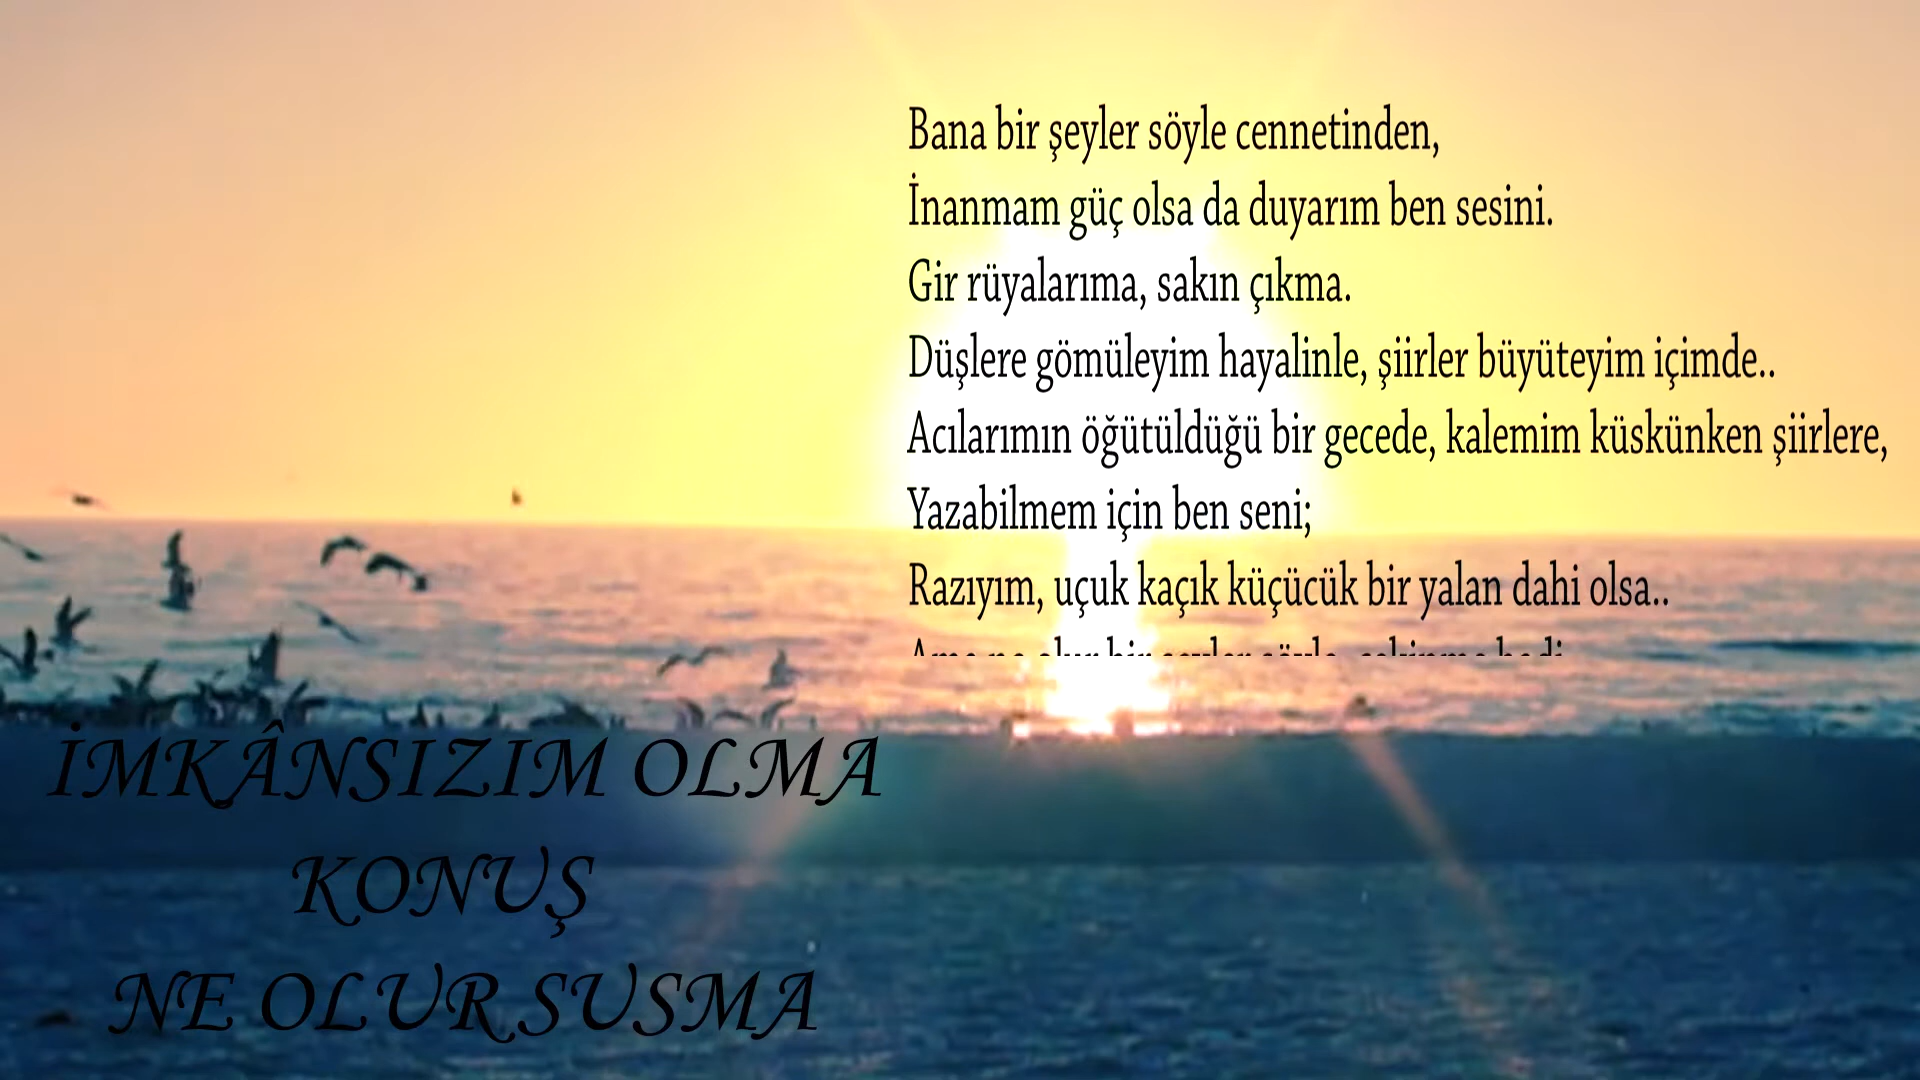 Bana bir şeyler söyle cennetinden,
İnanmam güç olsa da duyarım ben sesini.
Gir rüyalarıma, sakın çıkma.
Düşlere gömüleyim hayalinle, şiirler büyüteyim içimde..
Acılarımın öğütüldüğü bir gecede, kalemim küskünken şiirlere,
Yazabilmem için ben seni;
Razıyım, uçuk kaçık küçücük bir yalan dahi olsa..
İMKÂNSIZIM OLMA
KONUŞ
NE OLUR SUSMA